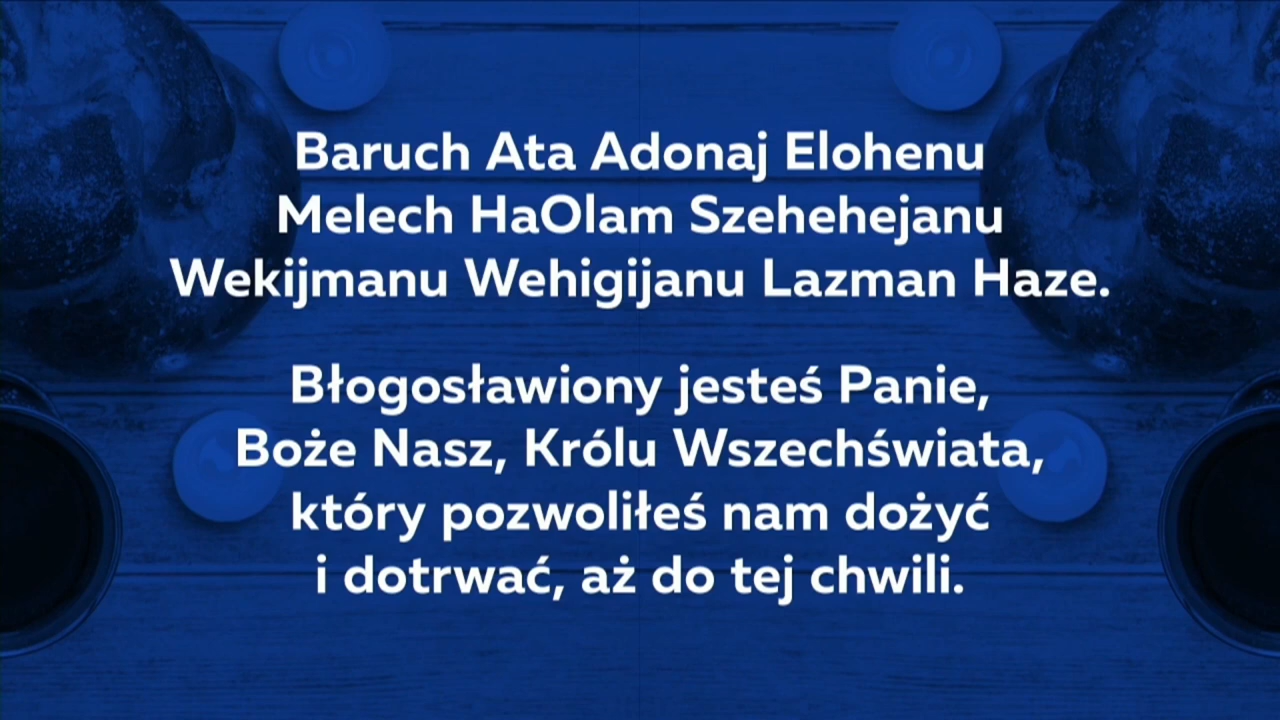 Baruch Ata Adonaj Elohenu
Melech HaOlam Szehehejanu
Wekijmanu Wehigijanu Lazman Haze.
Błogosławiony jesteś Panie,
Boże Nasz, Królu Wszechświata,
który pozwoliłeś nam dożyć
i dotrwać, aż do tej chwili.